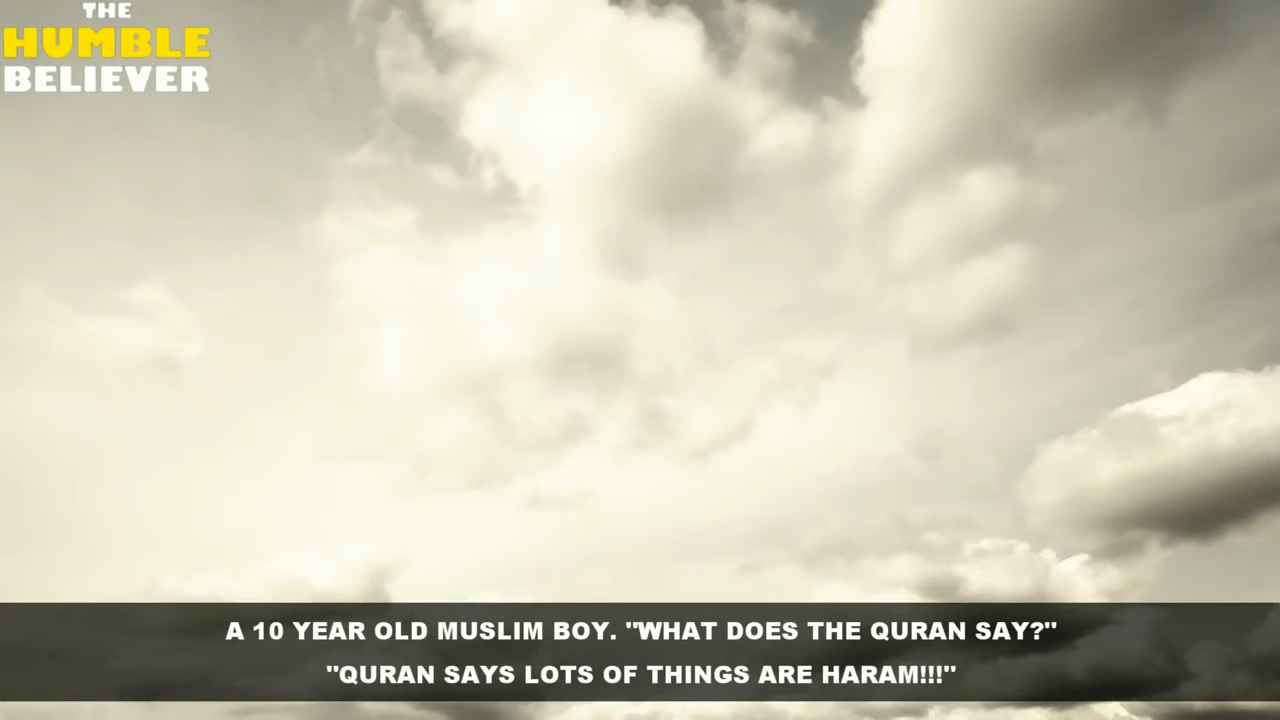 THE
HUMBLE
BELIEVER
A 10 YEAR OLD MUSLIM BOY. "WHAT DOES THE QURAN SAY?"
"QURAN SAYS LOTS OF THINGS ARE HARAM!!!"